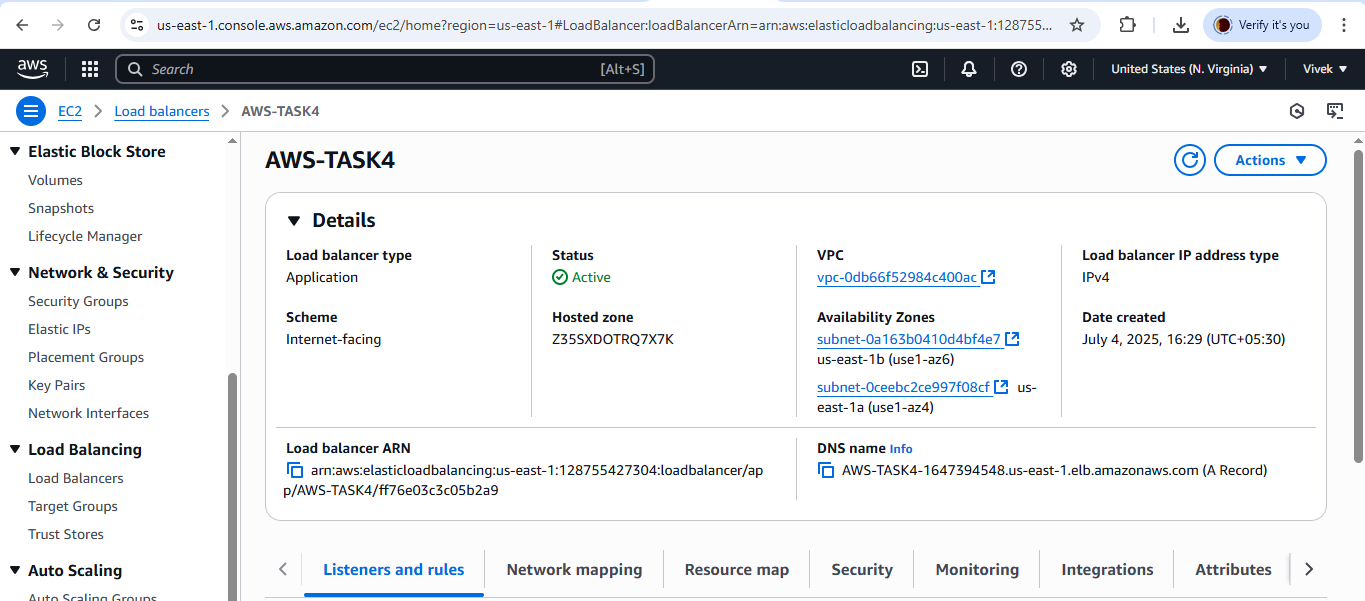 us-east-1.console.aws.amazon.com/ec2/home?region=us-east-1#LoadBalancer:loadBalancerArn=arn:aws:elasticloadbalancing:us-east-1:128755...
Verify it's you
aws
Search
[Alt+S]
United States (N. Virginia)
Vivek
EC2
Load balancers
AWS-TASK4
Elastic Block Store
Volumes
Snapshots
Lifecycle Manager
Network & Security
Security Groups
Elastic IPs
Placement Groups
Key Pairs
Network Interfaces
Load Balancing
Load Balancers
Target Groups
Trust Stores
Auto Scaling
Auto Scaling Groups
AWS-TASK4
Actions
Details
Load balancer type
Application
Status
Active
VPC
vpc-0db66f52984c400ac
Load balancer IP address type
IPv4
Scheme
Internet-facing
Hosted zone
Z35SXDOTRQ7X7K
Availability Zones
subnet-0a163b0410d4bf4e7
us-east-1b (use1-az6)
subnet-0ceebc2ce997f08cf us-
east-1a (use1-az4)
Date created
July 4, 2025, 16:29 (UTC+05:30)
Load balancer ARN
arn:aws:elasticloadbalancing:us-east-1:128755427304:loadbalancer/ap
p/AWS-TASK4/ff76e03c3c05b2a9
DNS name Info
AWS-TASK4-1647394548.us-east-1.elb.amazonaws.com (A Record)
Listeners and rules
Network mapping
Resource map
Security
Monitoring
Integrations
Attributes